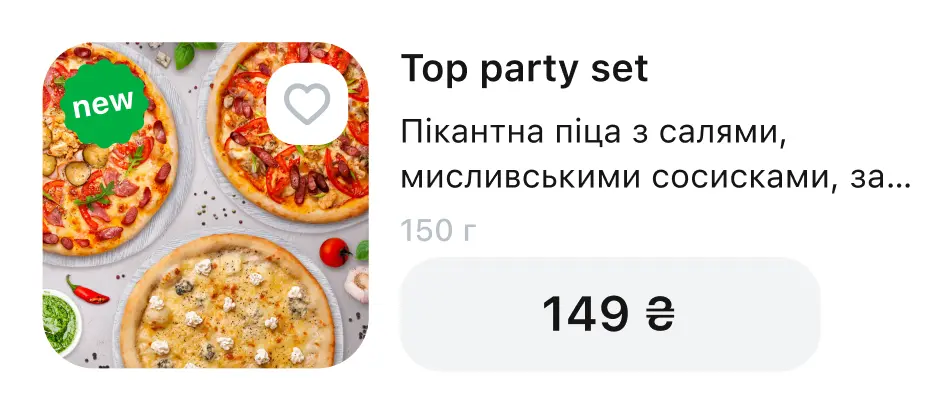 new
Top party set
Пікантна піца з салями,
мисливськими сосисками, за...
150 г
149 ₴